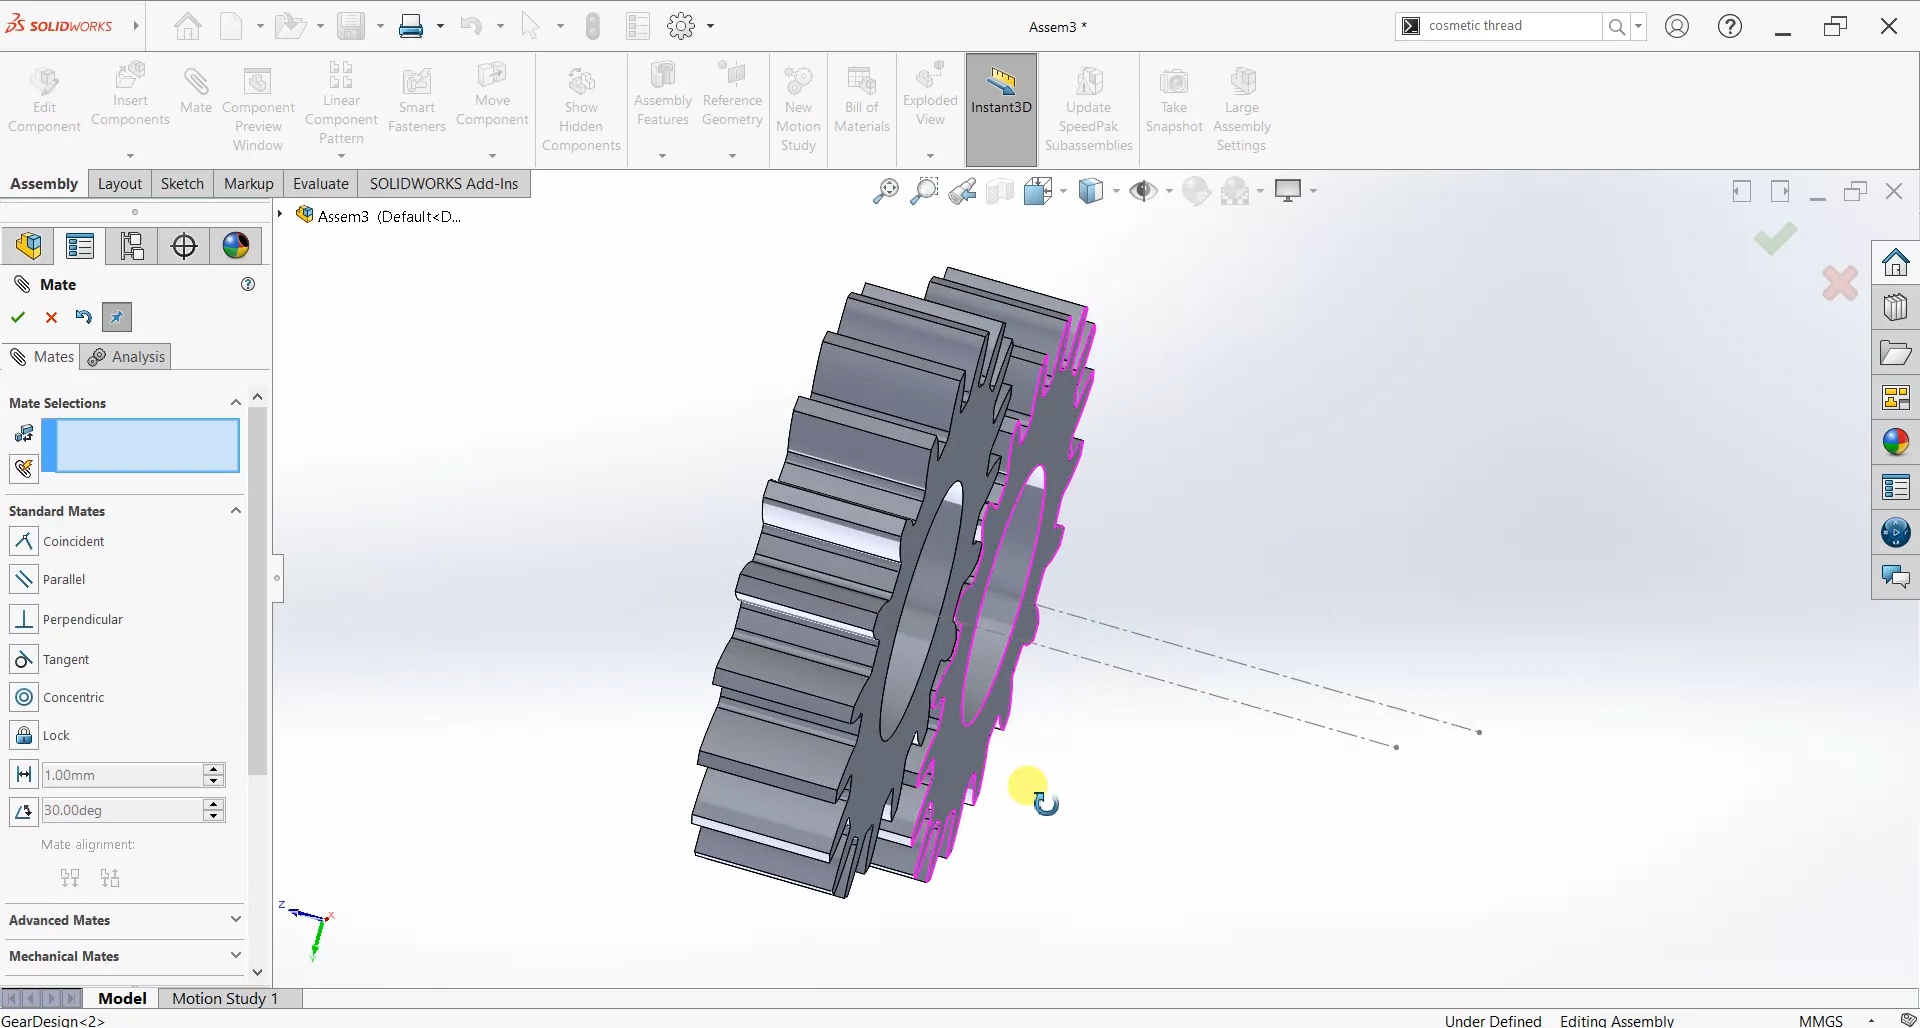 SOLIDWORKS
Assem3 *
cosmetic thread
Edit Component
Insert Components
Mate
Component Preview Window
Linear Component Pattern
Smart Fasteners
Move Component
Show Hidden Components
Assembly Features
Reference Geometry
New Motion Study
Bill of Materials
Exploded View
Instant3D
Update SpeedPak Subassemblies
Take Snapshot
Large Assembly Settings
Assembly
Layout
Sketch
Markup
Evaluate
SOLIDWORKS Add-Ins
Assem3 (Default<D...
Mate
Mates
Analysis
Mate Selections
Standard Mates
Coincident
Parallel
Perpendicular
Tangent
Concentric
Lock
1.00mm
30.00deg
Mate alignment:
Advanced Mates
Mechanical Mates
Z
X
Y
Model
Motion Study 1
GearDesign<2>
Under Defined
Editing Assembly
MMGS